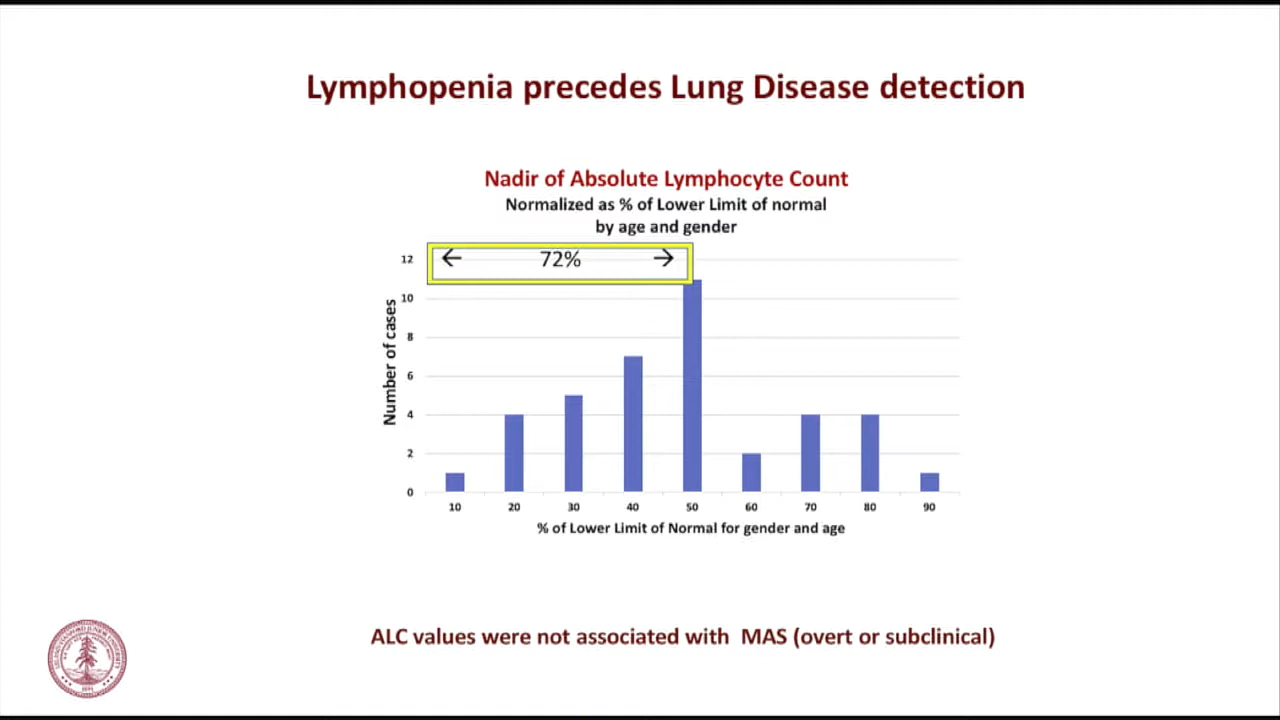 Lymphopenia precedes Lung Disease detection
Nadir of Absolute Lymphocyte Count
Normalized as % of Lower Limit of normal
by age and gender
← 72% →
Number of cases
12
10
8
6
4
2
0
10 20 30 40 50 60 70 80 90
% of Lower Limit of Normal for gender and age
ALC values were not associated with MAS (overt or subclinical)